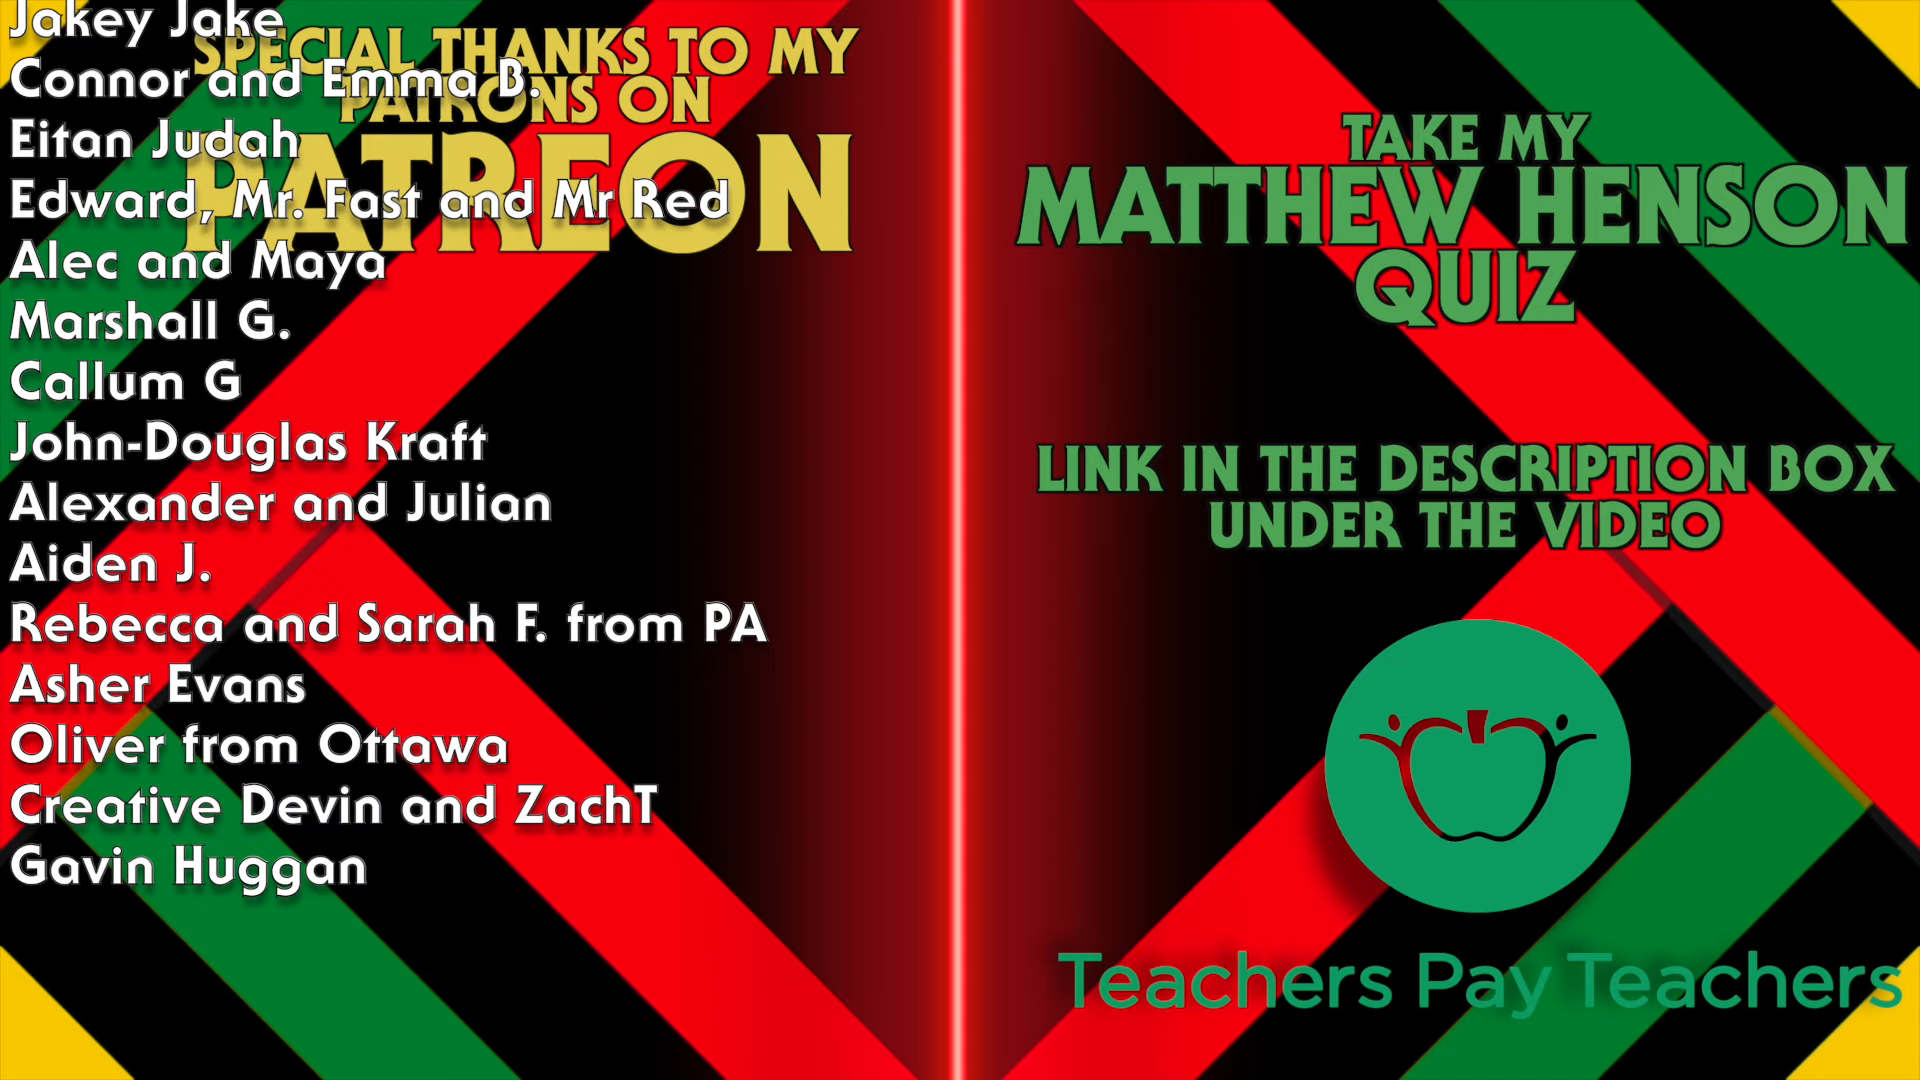 Jakey Jake
Connor and Emma B.
Eitan Judah
Edward, Mr. Fast and Mr Red
Alec and Maya
Marshall G.
Callum G
John-Douglas Kraft
Alexander and Julian
Aiden J.
Rebecca and Sarah F. from PA
Asher Evans
Oliver from Ottawa
Creative Devin and ZachT
Gavin Huggan
SPECIAL THANKS TO MY
PATRONS ON
PATREON
TAKE MY
MATTHEW HENSON
QUIZ
LINK IN THE DESCRIPTION BOX
UNDER THE VIDEO
Teachers Pay Teachers